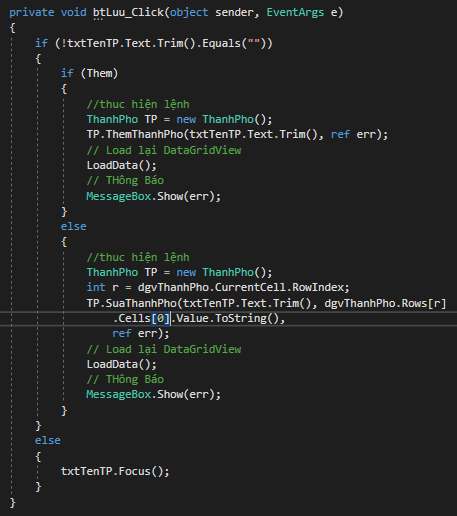 private void btLuu_Click(object sender, EventArgs e)
{
if (!txtTenTP.Text.Trim().Equals(""))
{
if (Them)
{
//thuc hiện lệnh
ThanhPho TP = new ThanhPho();
TP.ThemThanhPho(txtTenTP.Text.Trim(), ref err);
// Load lại DataGridView
LoadData();
// THông Báo
MessageBox.Show(err);
}
else
{
//thuc hiện lệnh
ThanhPho TP = new ThanhPho();
int r = dgvThanhPho.CurrentCell.RowIndex;
TP.SuaThanhPho(txtTenTP.Text.Trim(), dgvThanhPho.Rows[r]
.Cells[0].Value.ToString(),
ref err);
// Load lại DataGridView
LoadData();
// THông Báo
MessageBox.Show(err);
}
}
else
{
txtTenTP.Focus();
}
}